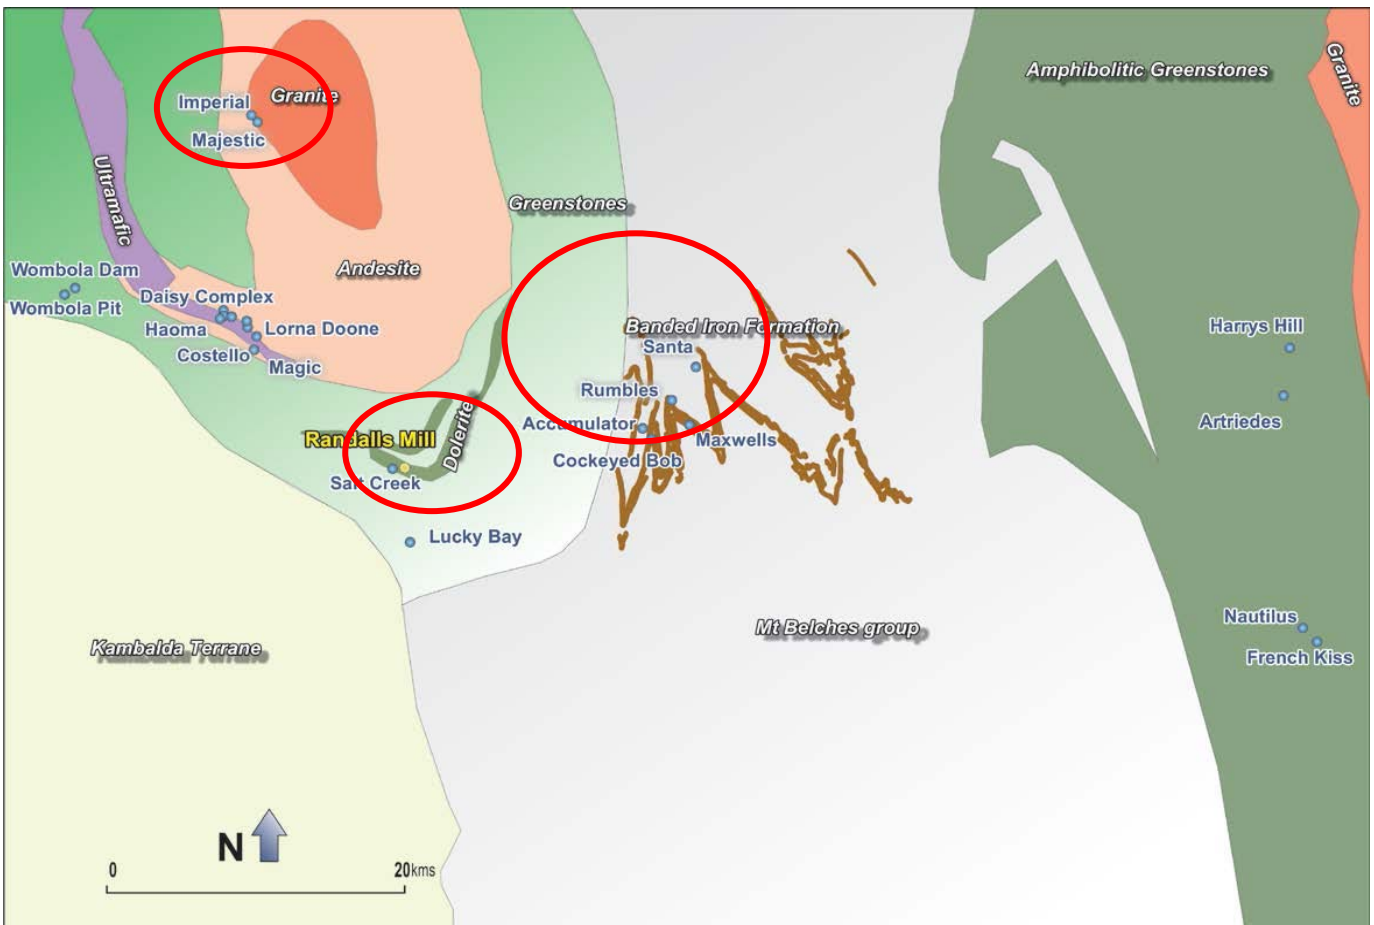 Amphibolitic Greenstones
Granite
Imperial
Granite
Majestic
Ultramafic
Greenstones
Wombola Dam
Andesite
Wombola Pit
Daisy Complex
Haoma
Lorna Doone
Costello
Magic
Banded Iron Formation
Santa
Harrys Hill
Rumbles
Accumulator
Maxwells
Artriedes
Randalls Mill
Dolerite
Cockeyed Bob
Salt Creek
Lucky Bay
Nautilus
Mt Belches group
Kambalda Terrane
French Kiss
N
0 20kms